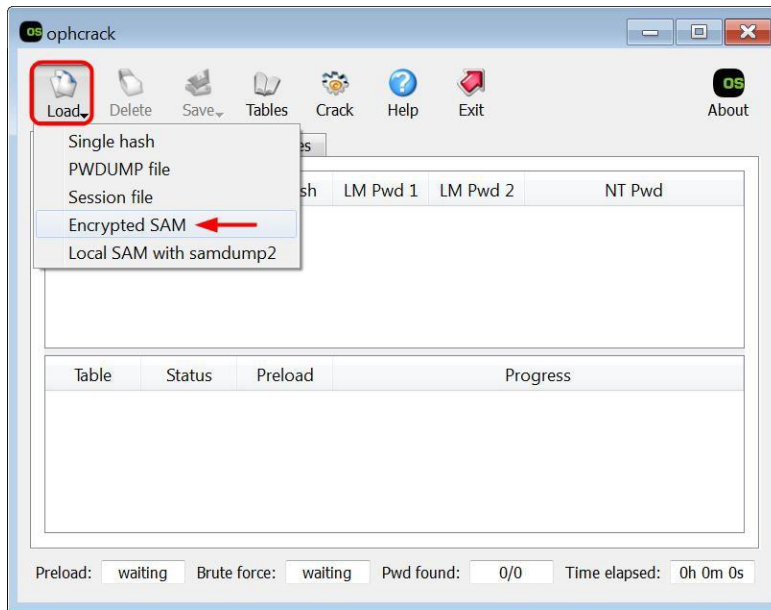 OS ophcrack
Load Delete Save Tables Crack Help Exit OS About
Single hash
PWDUMP file
Session file
Encrypted SAM
Local SAM with samdump2
LM Pwd 1 LM Pwd 2 NT Pwd
Table Status Preload Progress
Preload: waiting Brute force: waiting Pwd found: 0/0 Time elapsed: 0h 0m 0s